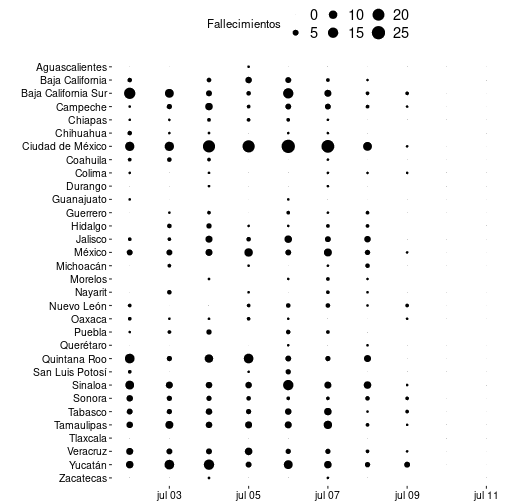 Fallecimientos
0 10 20
5 15 25
Aguascalientes
Baja California
Baja California Sur
Campeche
Chiapas
Chihuahua
Ciudad de México
Coahuila
Colima
Durango
Guanajuato
Guerrero
Hidalgo
Jalisco
México
Michoacán
Morelos
Nayarit
Nuevo León
Oaxaca
Puebla
Querétaro
Quintana Roo
San Luis Potosí
Sinaloa
Sonora
Tabasco
Tamaulipas
Tlaxcala
Veracruz
Yucatán
Zacatecas
jul 03 jul 05 jul 07 jul 09 jul 11